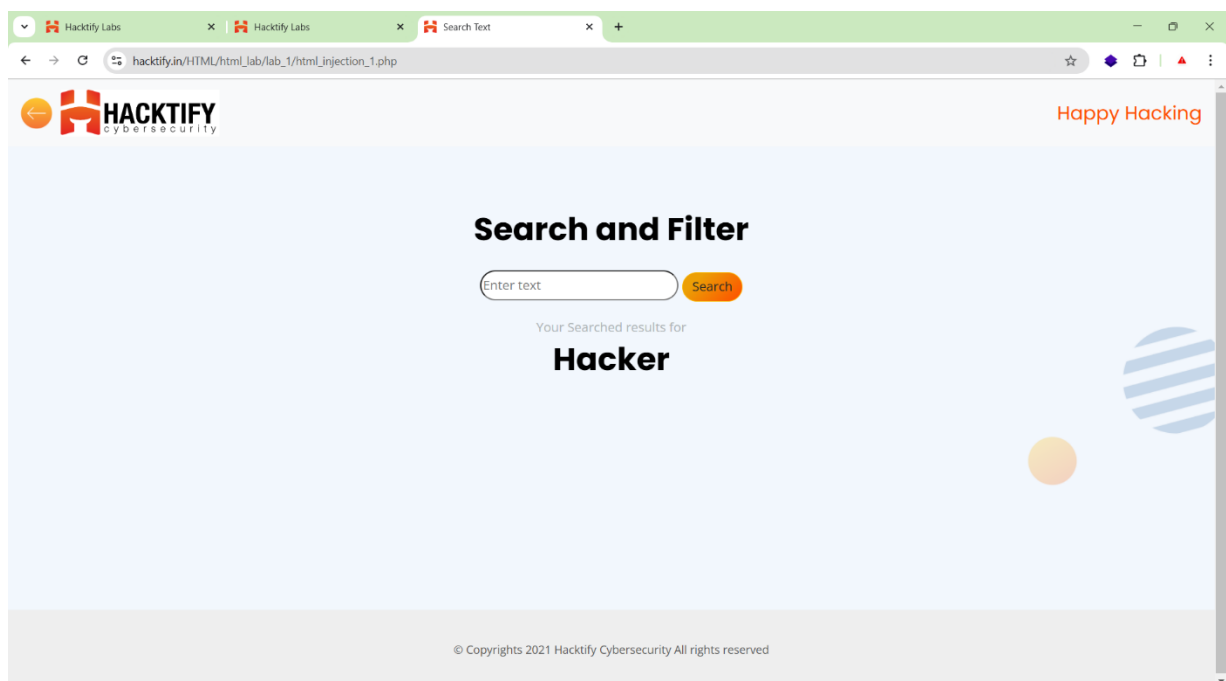 Hacktify Labs
Hacktify Labs
Search Text
hacktify.in/HTML/html_lab/lab_1/html_injection_1.php
HACKTIFY
cybersecurity
Happy Hacking
Search and Filter
Enter text
Search
Your Searched results for
Hacker
© Copyrights 2021 Hacktify Cybersecurity All rights reserved